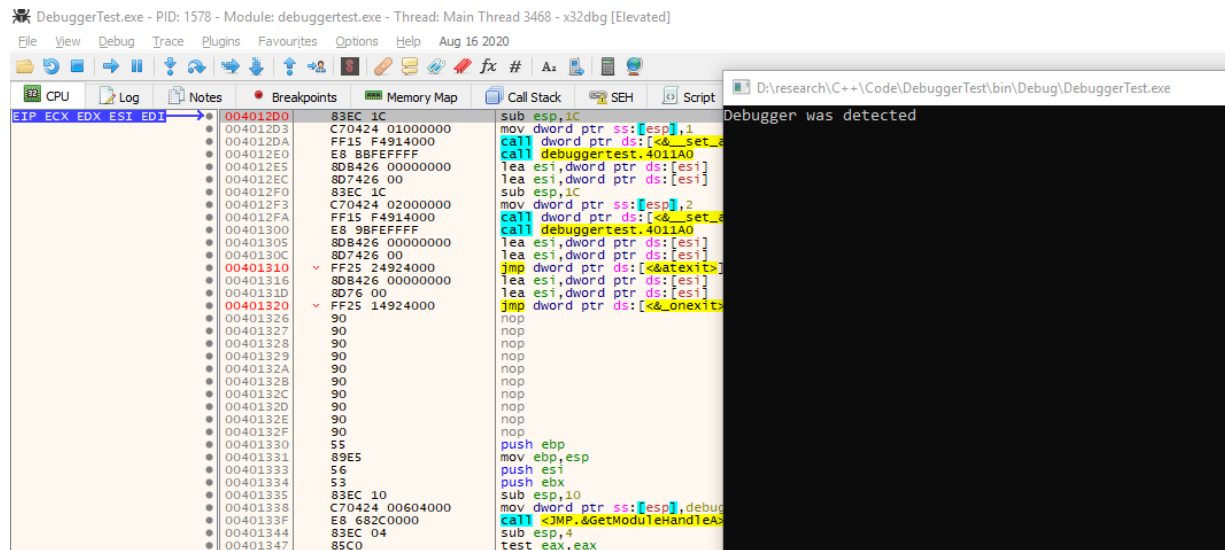 DebuggerTest.exe - PID: 1578 - Module: debuggertest.exe - Thread: Main Thread 3468 - x32dbg [Elevated]
File View Debug Trace Plugins Favourites Options Help Aug 16 2020
CPU Log Notes Breakpoints Memory Map Call Stack SEH Script
D:\research\C++\Code\DebuggerTest\bin\Debug\DebuggerTest.exe
Debugger was detected
EIP ECX EDX ESI EDI 004012D0 83EC 1C sub esp,1C
004012D3 C70424 01000000 mov dword ptr ss:[esp],1
004012DA FF15 F4914000 call dword ptr ds:[<&__set_a
004012E0 E8 BBFEFFFF call debuggertest.4011A0
004012E5 8DB426 00000000 lea esi,dword ptr ds:[esi]
004012EC 8D7426 00 lea esi,dword ptr ds:[esi]
004012F0 83EC 1C sub esp,1C
004012F3 C70424 02000000 mov dword ptr ss:[esp],2
004012FA FF15 F4914000 call dword ptr ds:[<&__set_a
00401300 E8 9BFEFFFF call debuggertest.4011A0
00401305 8DB426 00000000 lea esi,dword ptr ds:[esi]
0040130C 8D7426 00 lea esi,dword ptr ds:[esi]
00401310 FF25 24924000 jmp dword ptr ds:[<&atexit>]
00401316 8DB426 00000000 lea esi,dword ptr ds:[esi]
0040131D 8D76 00 lea esi,dword ptr ds:[esi]
00401320 FF25 14924000 jmp dword ptr ds:[<&_onexit>
00401326 90 nop
00401327 90 nop
00401328 90 nop
00401329 90 nop
0040132A 90 nop
0040132B 90 nop
0040132C 90 nop
0040132D 90 nop
0040132E 90 nop
0040132F 90 nop
00401330 55 push ebp
00401331 89E5 mov ebp,esp
00401333 56 push esi
00401334 53 push ebx
00401335 83EC 10 sub esp,10
00401338 C70424 00604000 mov dword ptr ss:[esp],debug
0040133F E8 682C0000 call <JMP.&GetModuleHandleA>
00401344 83EC 04 sub esp,4
00401347 85C0 test eax,eax